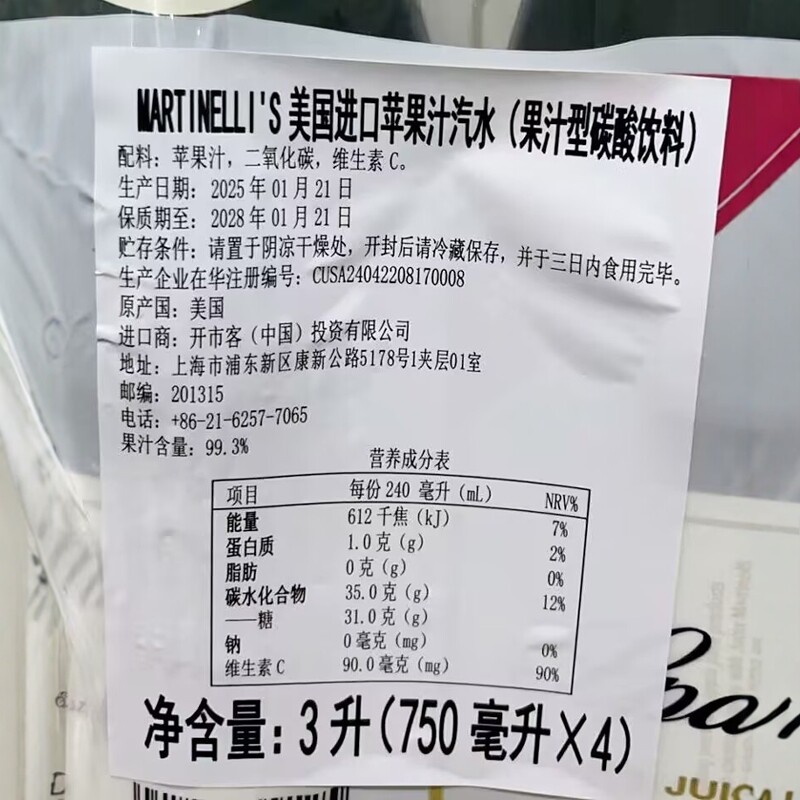 MARTINELLI'S 美国进口苹果汁汽水（果汁型碳酸饮料）
配料：苹果汁，二氧化碳，维生素 C。
生产日期：2025 年 01 月 21 日
保质期至：2028 年 01 月 21 日
贮存条件：请置于阴凉干燥处，开封后请冷藏保存，并于三日内食用完毕。
生产企业在华注册编号：CUSA24042208170008
原产国：美国
进口商：开市客（中国）投资有限公司
地址：上海市浦东新区康新公路5178号1夹层01室
邮编：201315
电话：+86-21-6257-7065
果汁含量：99.3%
营养成分表
项目 每份 240 毫升（mL） NRV%
能量 612 千焦（kJ） 7%
蛋白质 1.0 克（g） 2%
脂肪 0 克（g） 0%
碳水化合物 35.0 克（g） 12%
——糖 31.0 克（g）
钠 0 毫克（mg） 0%
维生素 C 90.0 毫克（mg） 90%
净含量：3 升（750 毫升×4）